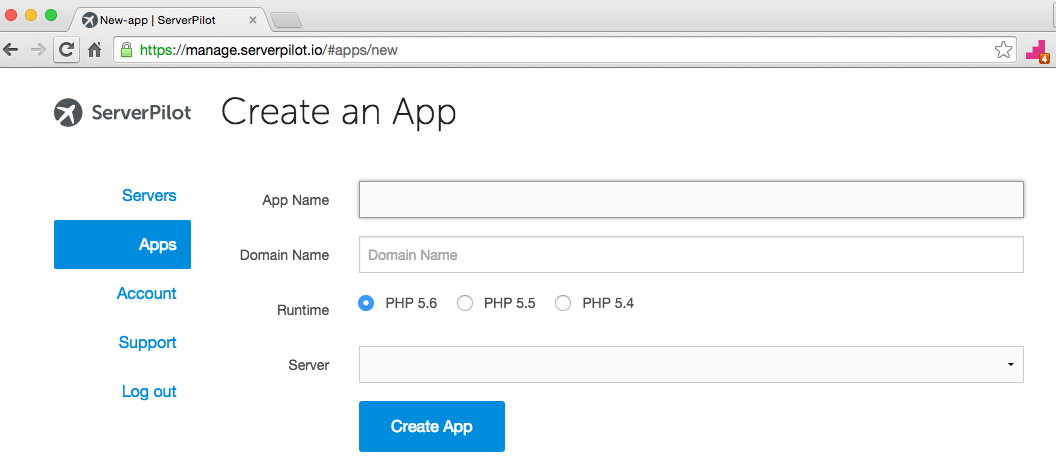 New-app | ServerPilot
https://manage.serverpilot.io/#apps/new
4
ServerPilot
Create an App
Servers
Apps
Account
Support
Log out
App Name
Domain Name
Domain Name
Runtime
PHP 5.6
PHP 5.5
PHP 5.4
Server
Create App